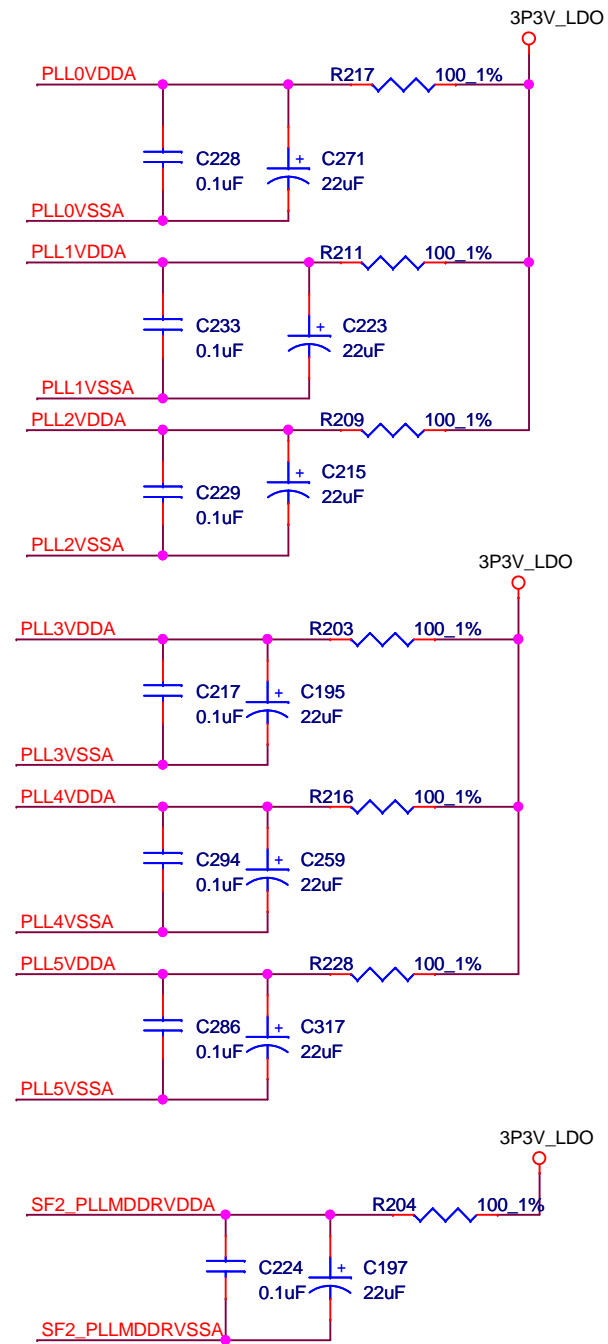 3P3V_LDO
PLL0VDDA R217 100_1%
C228 + C271
0.1uF 22uF
PLL0VSSA
PLL1VDDA R211 100_1%
C233 + C223
0.1uF 22uF
PLL1VSSA
PLL2VDDA R209 100_1%
C229 + C215
0.1uF 22uF
PLL2VSSA
3P3V_LDO
PLL3VDDA R203 100_1%
C217 + C195
0.1uF 22uF
PLL3VSSA
PLL4VDDA R216 100_1%
C294 + C259
0.1uF 22uF
PLL4VSSA
PLL5VDDA R228 100_1%
C286 + C317
0.1uF 22uF
PLL5VSSA
3P3V_LDO
SF2_PLLMDDRVDDA R204 100_1%
C224 + C197
0.1uF 22uF
SF2_PLLMDDRVSSA